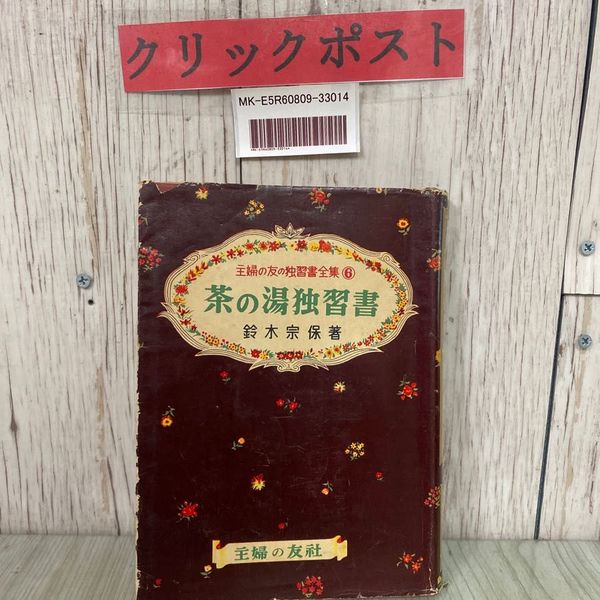 クリックポスト
MK-E5R60809-33014
主婦の友の独習書全集⑥
茶の湯独習書
鈴木宗保著
主婦の友社